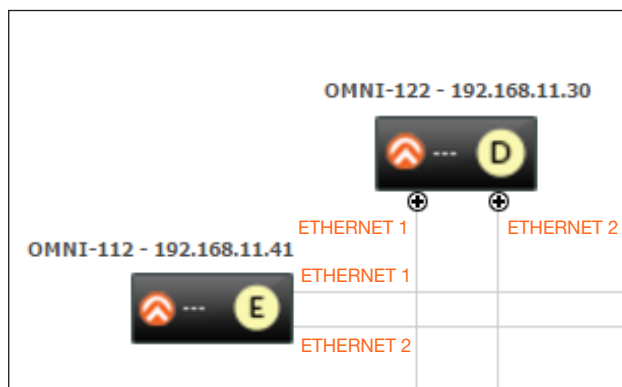 OMNI-122 - 192.168.11.30
--- D
ETHERNET 1 ETHERNET 2
OMNI-112 - 192.168.11.41
ETHERNET 1
--- E
ETHERNET 2